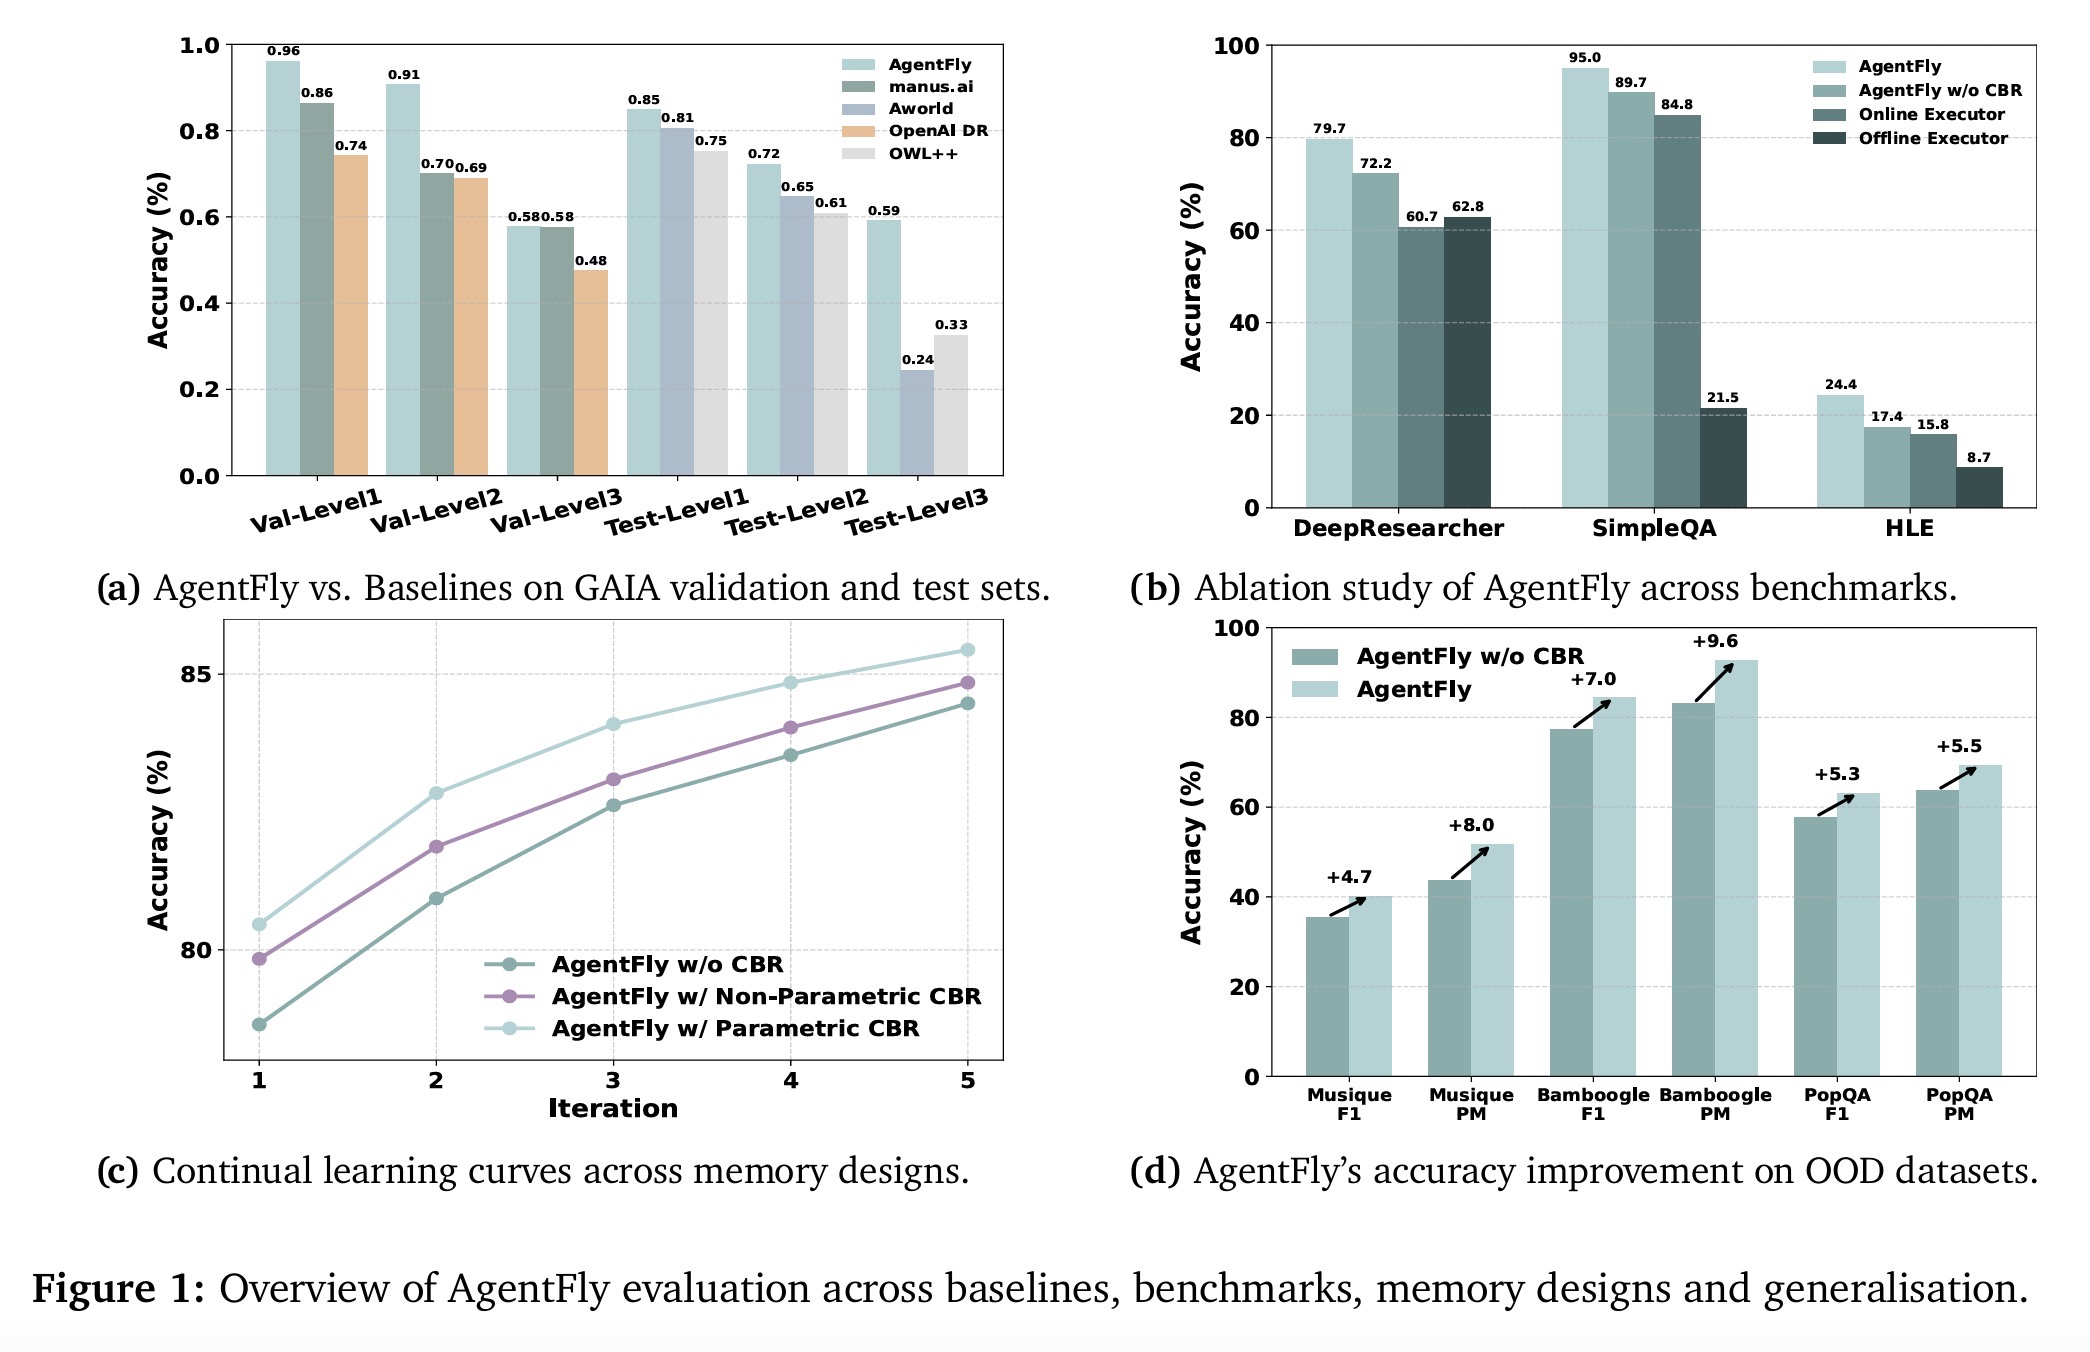 1.0
0.8
0.6
0.4
0.2
0.0
Accuracy (%)
0.96
0.86
0.74
0.91
0.70
0.69
0.58
0.58
0.48
0.85
0.81
0.75
0.72
0.65
0.61
0.59
0.24
0.33
AgentFly
manus.ai
Aworld
OpenAI DR
OWL++
Val-Level1
Val-Level2
Val-Level3
Test-Level1
Test-Level2
Test-Level3
(a) AgentFly vs. Baselines on GAIA validation and test sets.
100
80
60
40
20
0
Accuracy (%)
79.7
72.2
60.7
62.8
95.0
89.7
84.8
21.5
24.4
17.4
15.8
8.7
AgentFly
AgentFly w/o CBR
Online Executor
Offline Executor
DeepResearcher
SimpleQA
HLE
(b) Ablation study of AgentFly across benchmarks.
85
80
Accuracy (%)
AgentFly w/o CBR
AgentFly w/ Non-Parametric CBR
AgentFly w/ Parametric CBR
1
2
3
4
5
Iteration
(c) Continual learning curves across memory designs.
100
80
60
40
20
0
Accuracy (%)
AgentFly w/o CBR
AgentFly
+4.7
+8.0
+7.0
+9.6
+5.3
+5.5
Musique
F1
Musique
PM
Bamboogle
F1
Bamboogle
PM
PopQA
F1
PopQA
PM
(d) AgentFly’s accuracy improvement on OOD datasets.
Figure 1: Overview of AgentFly evaluation across baselines, benchmarks, memory designs and generalisation.